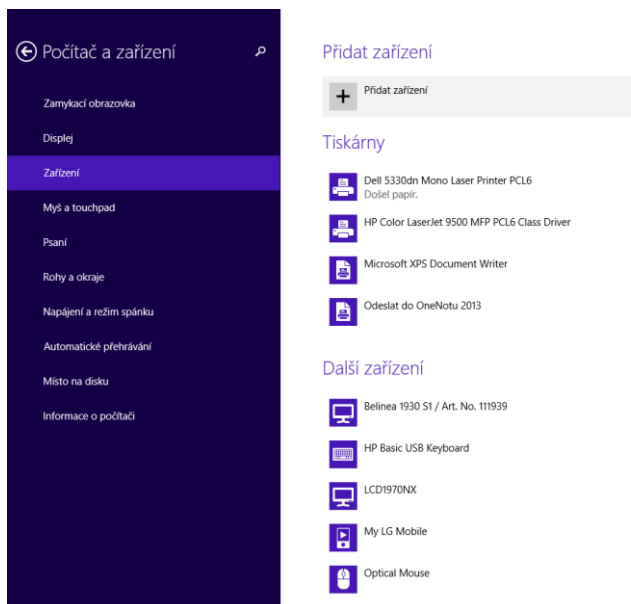 Počítač a zařízení
Zamykací obrazovka
Displej
Zařízení
Myš a touchpad
Psaní
Rohy a okraje
Napájení a režim spánku
Automatické přehrávání
Místo na disku
Informace o počítači
Přidat zařízení
Přidat zařízení
Tiskárny
Dell 5330dn Mono Laser Printer PCL6
Došel papír.
HP Color LaserJet 9500 MFP PCL6 Class Driver
Microsoft XPS Document Writer
Odeslat do OneNotu 2013
Další zařízení
Belinea 1930 S1 / Art. No. 111939
HP Basic USB Keyboard
LCD1970NX
My LG Mobile
Optical Mouse